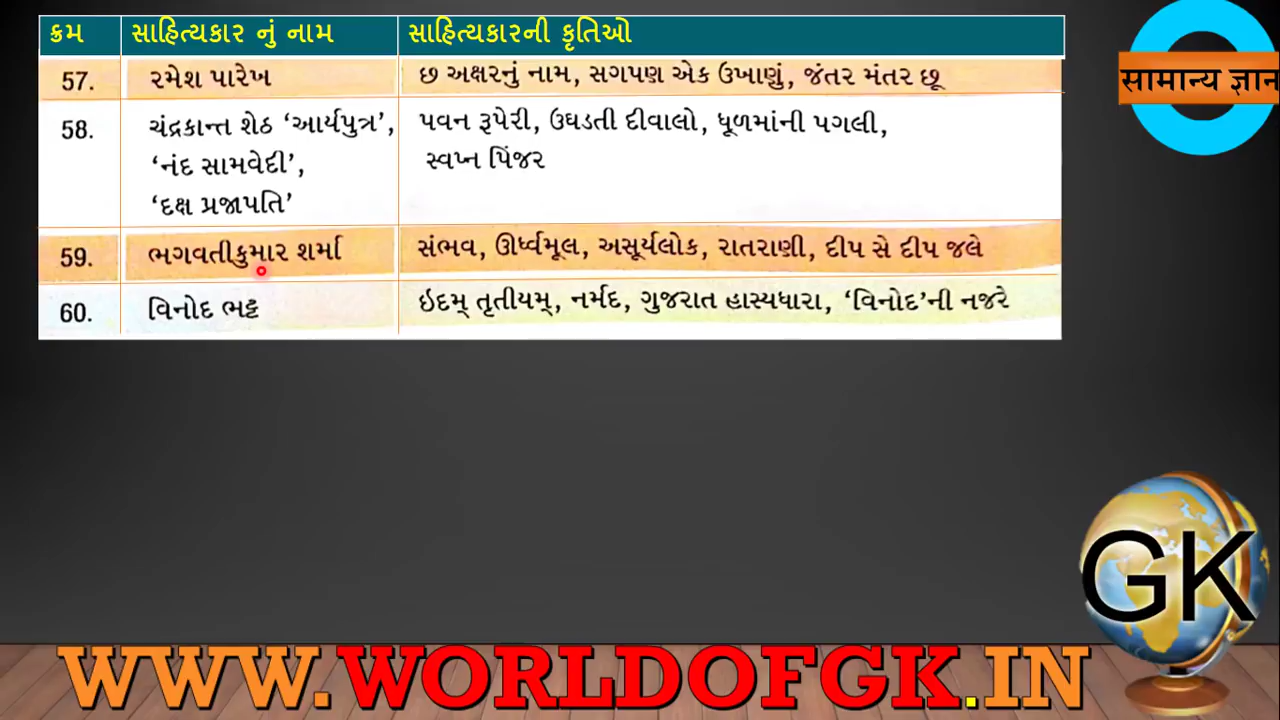 ક્રમ સાહિત્યકાર નું નામ સાહિત્યકારની કૃતિઓ
57. રમેશ પારેખ છ અક્ષરનું નામ, સગપણ એક ઉખાણું, જંતર મંતર છૂ
58. ચંદ્રકાન્ત શેઠ ‘આર્યપુત્ર’, પવન રૂપેરી, ઉઘડતી દીવાલો, ધૂળમાંની પગલી,
‘નંદ સામવેદી’, સ્વપ્ન પિંજર
‘દક્ષ પ્રજાપતિ’
59. ભગવતીકુમાર શર્મા સંભવ, ઊર્ધ્વમૂલ, અસૂર્યલોક, રાતરાણી, દીપ સે દીપ જલે
60. વિનોદ ભટ્ટ ઇદમ્ તૃતીયમ્, નર્મદ, ગુજરાત હાસ્યધારા, ‘વિનોદ’ની નજરે
सामान्य ज्ञान
GK
WWW.WORLDOFGK.IN